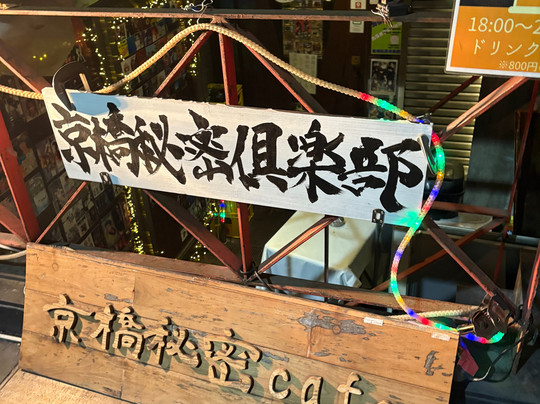 18:00～2
ドリンク
※800円
京橋秘密倶楽部
京橋秘密cafe